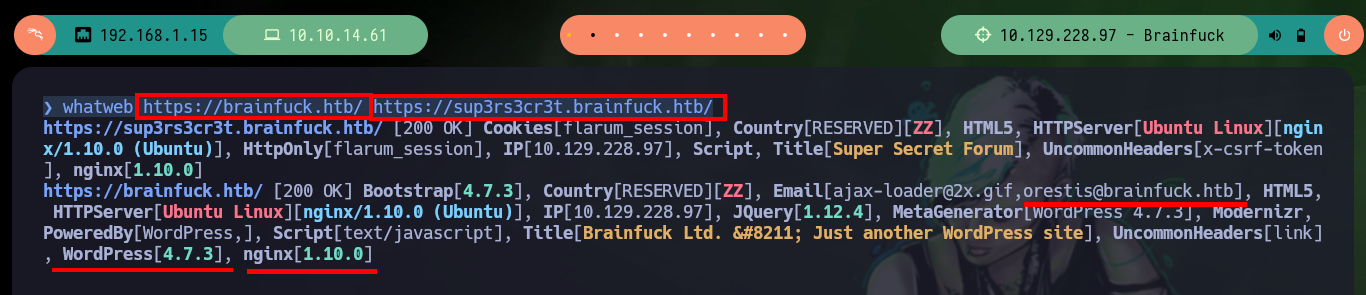 192.168.1.15 10.10.14.61 10.129.228.97 - Brainfuck
❯ whatweb https://brainfuck.htb/ https://sup3rs3cr3t.brainfuck.htb/
https://sup3rs3cr3t.brainfuck.htb/ [200 OK] Cookies[flarum_session], Country[RESERVED][ZZ], HTML5, HTTPServer[Ubuntu Linux][ngin
x/1.10.0 (Ubuntu)], HttpOnly[flarum_session], IP[10.129.228.97], Script, Title[Super Secret Forum], UncommonHeaders[x-csrf-token
], nginx[1.10.0]
https://brainfuck.htb/ [200 OK] Bootstrap[4.7.3], Country[RESERVED][ZZ], Email[ajax-loader@2x.gif,orestis@brainfuck.htb], HTML5,
HTTPServer[Ubuntu Linux][nginx/1.10.0 (Ubuntu)], IP[10.129.228.97], JQuery[1.12.4], MetaGenerator[WordPress 4.7.3], Modernizr,
PoweredBy[WordPress,], Script[text/javascript], Title[Brainfuck Ltd. &#8211; Just another WordPress site], UncommonHeaders[link]
, WordPress[4.7.3], nginx[1.10.0]